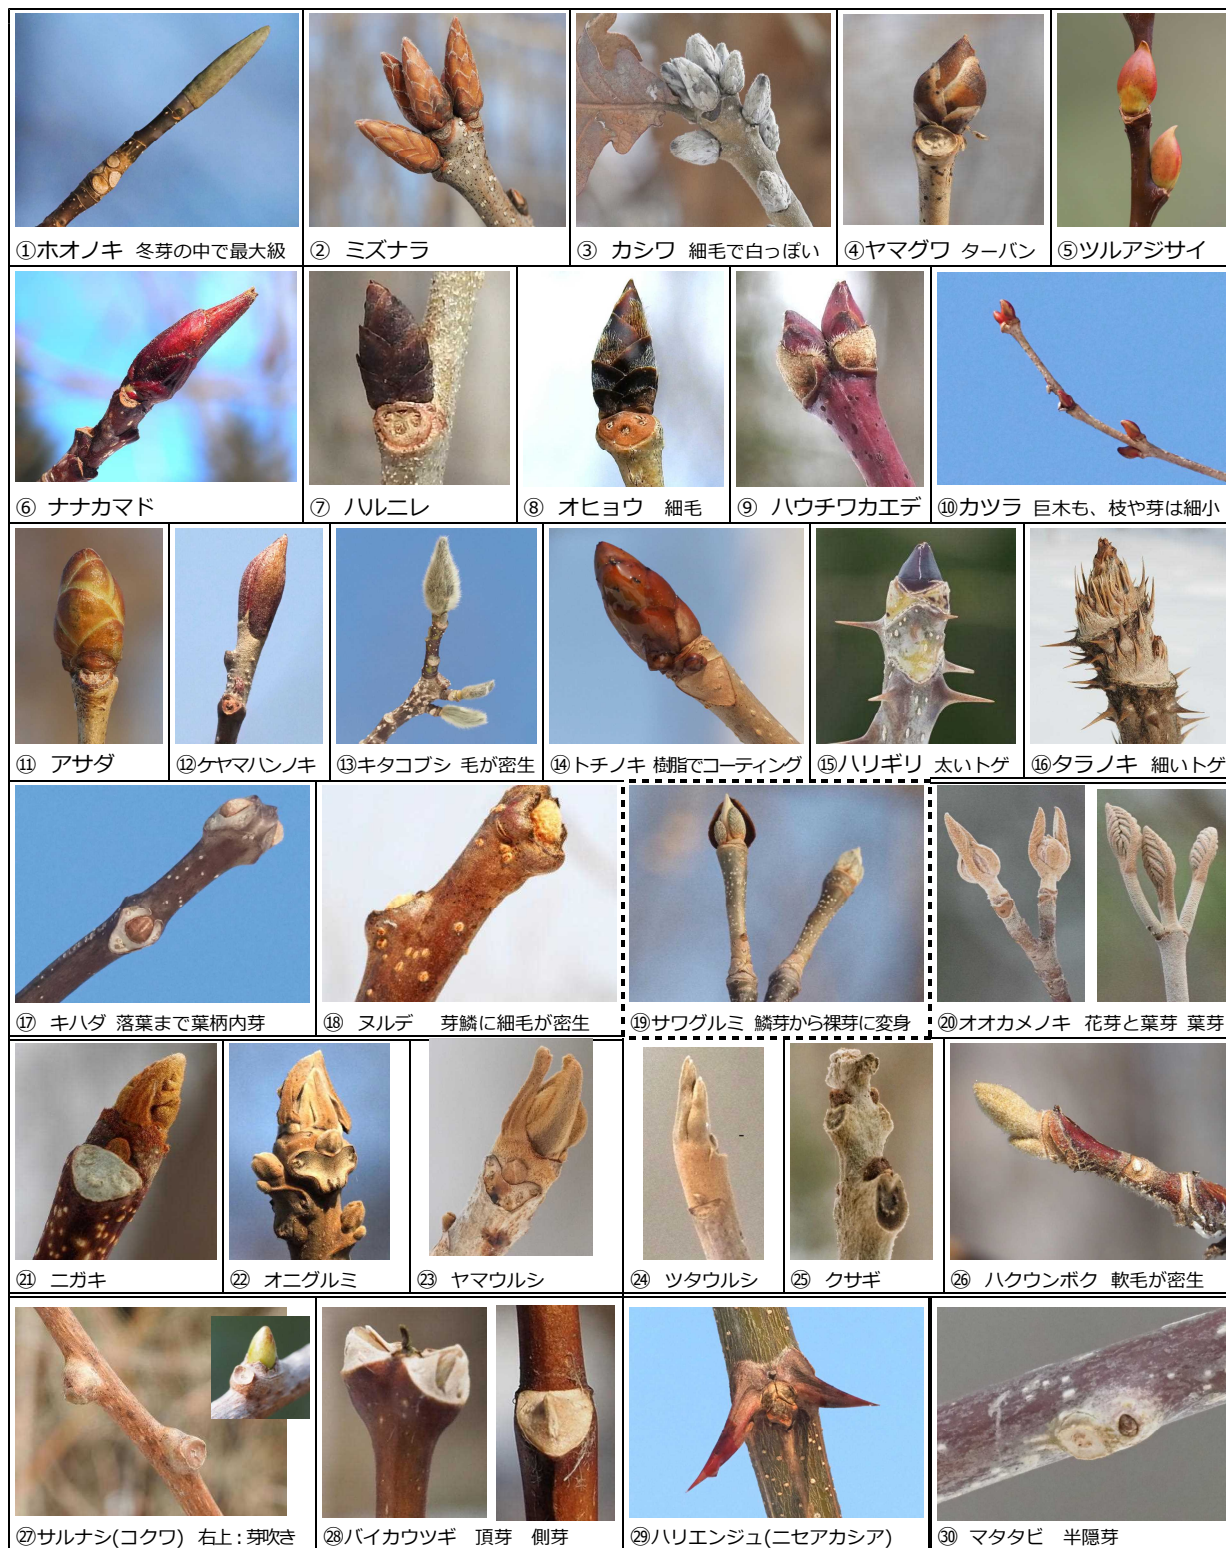 ①ホオノキ 冬芽の中で最大級
② ミズナラ
③ カシワ 細毛で白っぽい
④ヤマグワ ターバン
⑤ツルアジサイ
⑥ ナナカマド
⑦ ハルニレ
⑧ オヒョウ 細毛
⑨ ハウチワカエデ
⑩カツラ 巨木も、枝や芽は細小
⑪ アサダ
⑫ケヤマハンノキ
⑬キタコブシ 毛が密生
⑭トチノキ 樹脂でコーティング
⑮ハリギリ 太いトゲ
⑯タラノキ 細いトゲ
⑰ キハダ 落葉まで葉柄内芽
⑱ ヌルデ 芽鱗に細毛が密生
⑲サワグルミ 鱗芽から裸芽に変身
⑳オオカメノキ 花芽と葉芽 葉芽
㉑ ニガキ
㉒ オニグルミ
㉓ ヤマウルシ
㉔ ツタウルシ
㉕ クサギ
㉖ ハクウンボク 軟毛が密生
㉗サルナシ(コクワ) 右上：芽吹き
㉘バイカウツギ 頂芽 側芽
㉙ハリエンジュ(ニセアカシア)
㉚ マタタビ 半隠芽